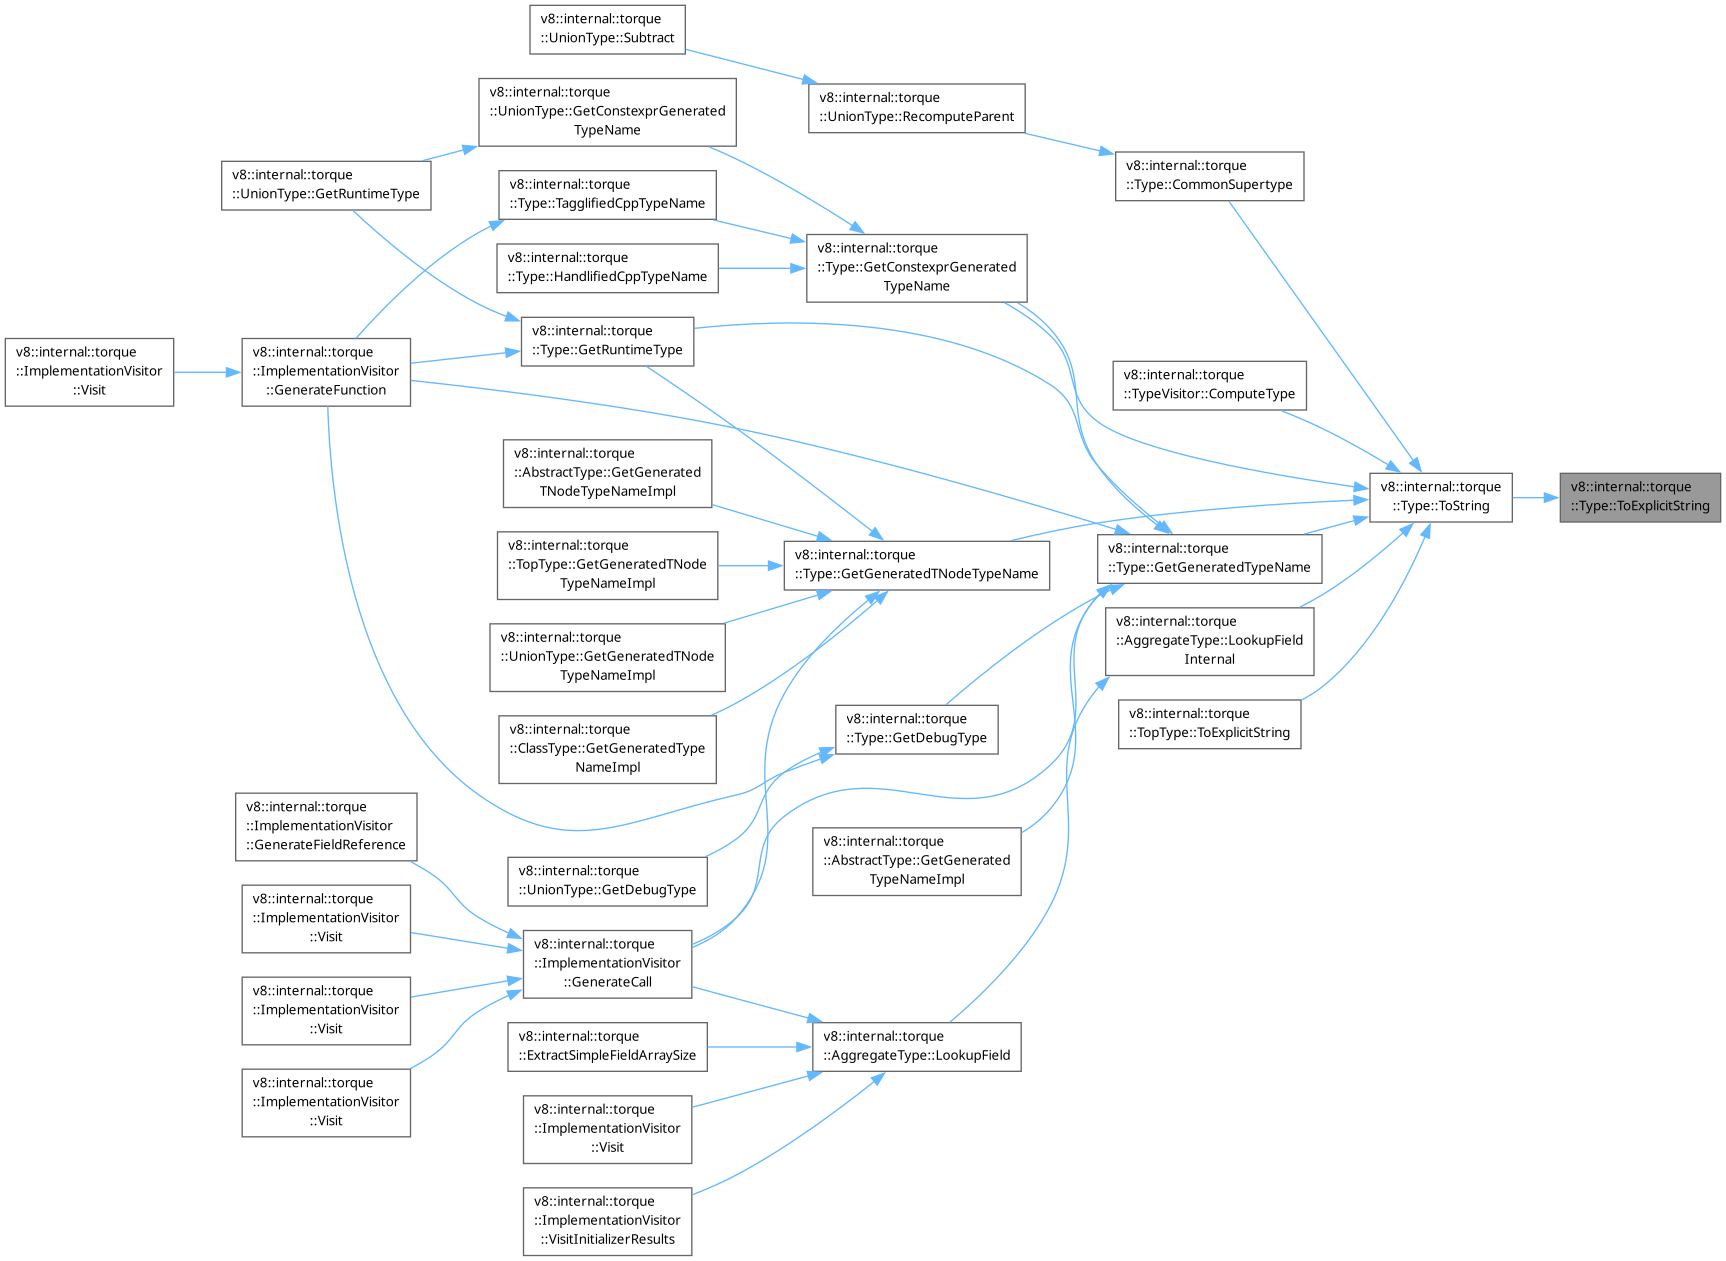 v8::internal::torque
::UnionType::Subtract
v8::internal::torque
::UnionType::GetConstexprGenerated
TypeName
v8::internal::torque
::UnionType::RecomputeParent
v8::internal::torque
::Type::CommonSupertype
v8::internal::torque
::UnionType::GetRuntimeType
v8::internal::torque
::Type::TagglifiedCppTypeName
v8::internal::torque
::Type::HandlifiedCppTypeName
v8::internal::torque
::Type::GetConstexprGenerated
TypeName
v8::internal::torque
::ImplementationVisitor
::Visit
v8::internal::torque
::ImplementationVisitor
::GenerateFunction
v8::internal::torque
::Type::GetRuntimeType
v8::internal::torque
::TypeVisitor::ComputeType
v8::internal::torque
::AbstractType::GetGenerated
TNodeTypeNameImpl
v8::internal::torque
::Type::ToString
v8::internal::torque
::Type::ToExplicitString
v8::internal::torque
::TopType::GetGeneratedTNode
TypeNameImpl
v8::internal::torque
::Type::GetGeneratedTNodeTypeName
v8::internal::torque
::Type::GetGeneratedTypeName
v8::internal::torque
::UnionType::GetGeneratedTNode
TypeNameImpl
v8::internal::torque
::AggregateType::LookupField
Internal
v8::internal::torque
::ClassType::GetGeneratedType
NameImpl
v8::internal::torque
::Type::GetDebugType
v8::internal::torque
::TopType::ToExplicitString
v8::internal::torque
::ImplementationVisitor
::GenerateFieldReference
v8::internal::torque
::UnionType::GetDebugType
v8::internal::torque
::AbstractType::GetGenerated
TypeNameImpl
v8::internal::torque
::ImplementationVisitor
::Visit
v8::internal::torque
::ImplementationVisitor
::GenerateCall
v8::internal::torque
::ImplementationVisitor
::Visit
v8::internal::torque
::ExtractSimpleFieldArraySize
v8::internal::torque
::AggregateType::LookupField
v8::internal::torque
::ImplementationVisitor
::Visit
v8::internal::torque
::ImplementationVisitor
::Visit
v8::internal::torque
::ImplementationVisitor
::VisitInitializerResults